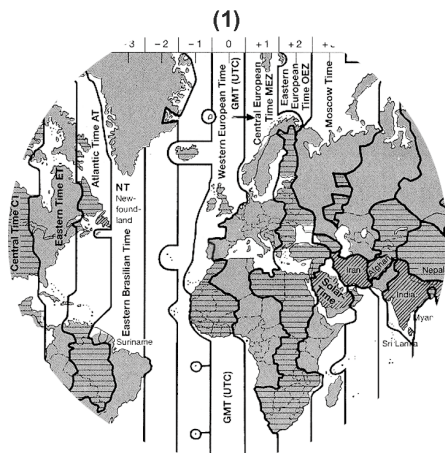 (1)
- 3
- 2
- 1
0
+ 1
+ 2
Central Time CT
Eastern Time ET
Atlantic Time AT
NT
New-
found-
land
Eastern Brasilian Time
Western European Time
GMT (UTC)
Central European
Time MEZ
Eastern
European
Time OEZ
Moscow Time
Iran
Afghan.
Nepal
India
Solar
Time
Myan
Sri Lanka
Suriname
GMT (UTC)